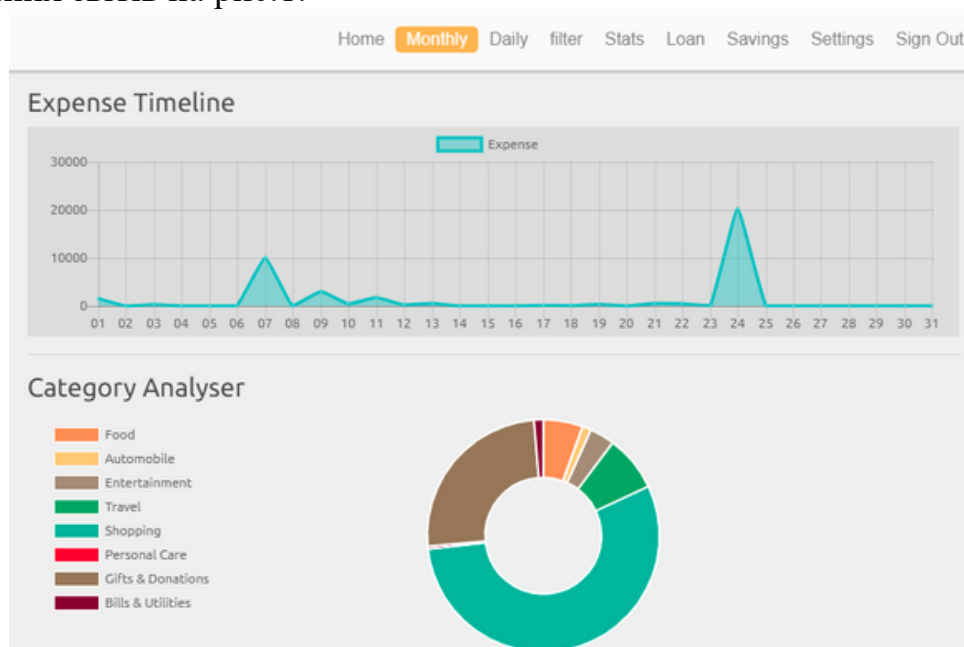 на рис.1.
Home Monthly Daily filter Stats Loan Savings Settings Sign Out
Expense Timeline
Expense
30000
20000
10000
0
01 02 03 04 05 06 07 08 09 10 11 12 13 14 15 16 17 18 19 20 21 22 23 24 25 26 27 28 29 30 31
Category Analyser
Food
Automobile
Entertainment
Travel
Shopping
Personal Care
Gifts & Donations
Bills & Utilities